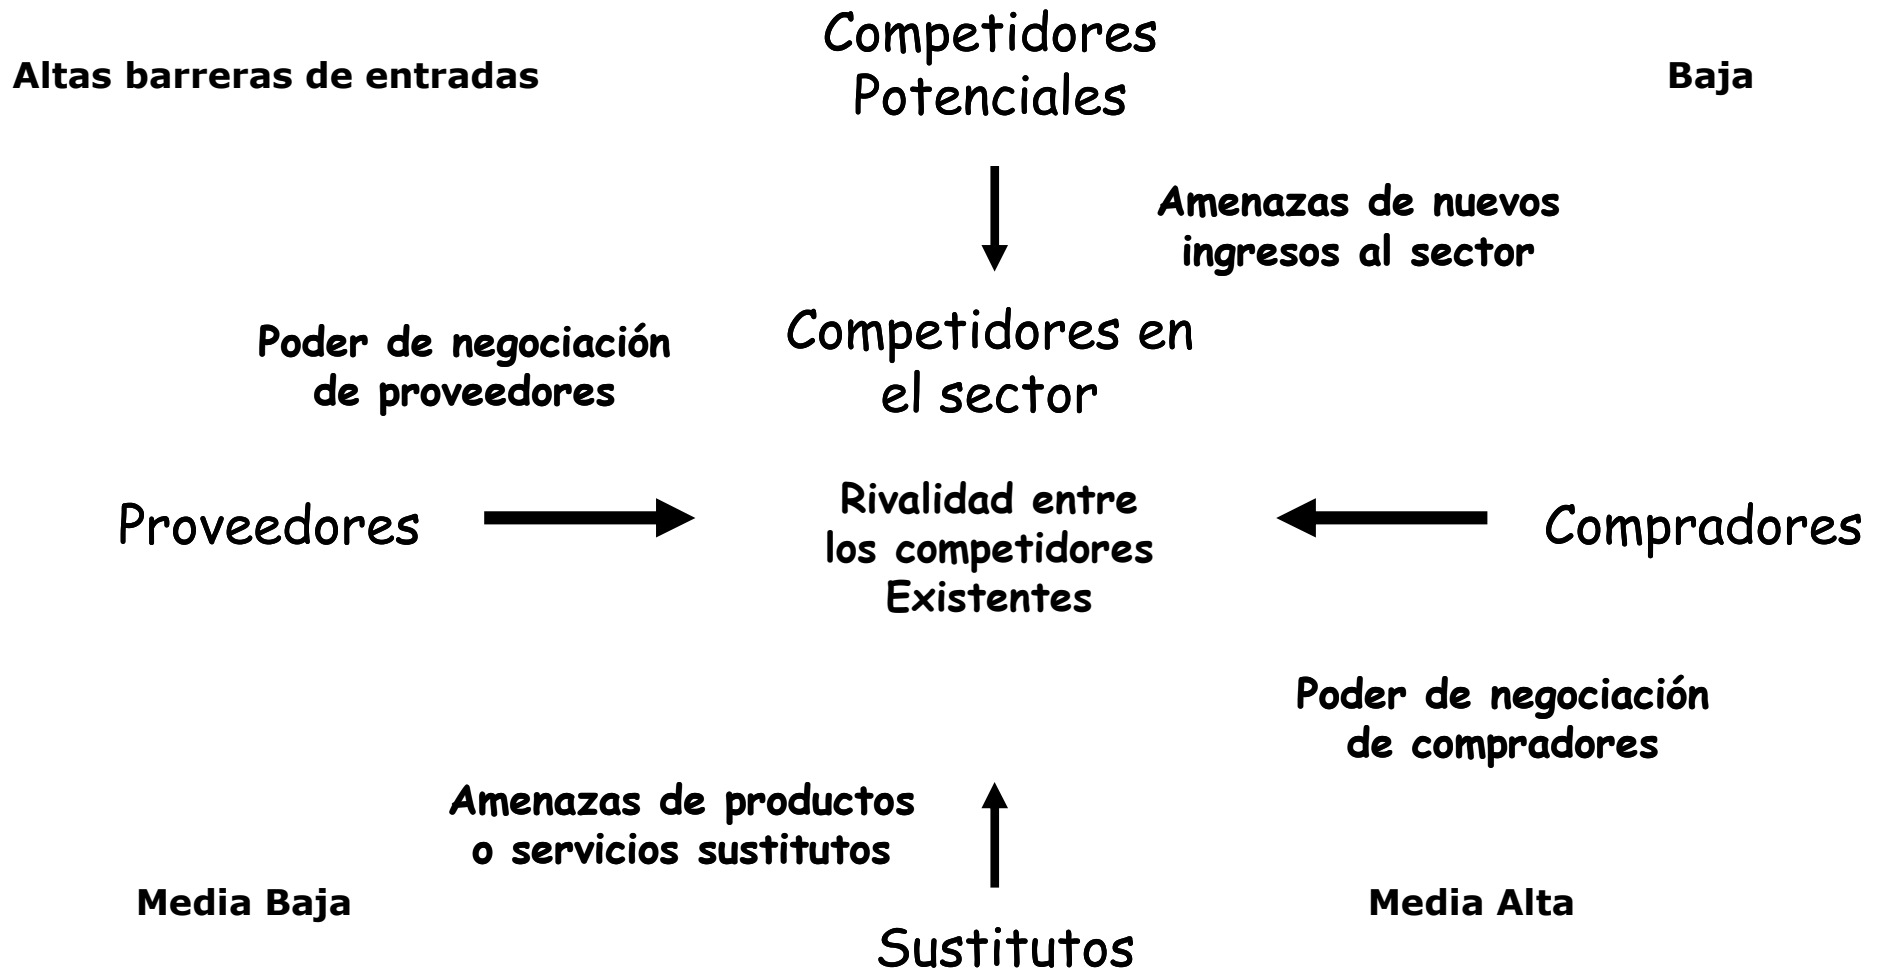 Competidores
Potenciales
Altas barreras de entradas
Baja
Amenazas de nuevos
ingresos al sector
Poder de negociación
de proveedores
Competidores en
el sector
Proveedores
Rivalidad entre
los competidores
Existentes
Compradores
Poder de negociación
de compradores
Amenazas de productos
o servicios sustitutos
Media Baja
Media Alta
Sustitutos